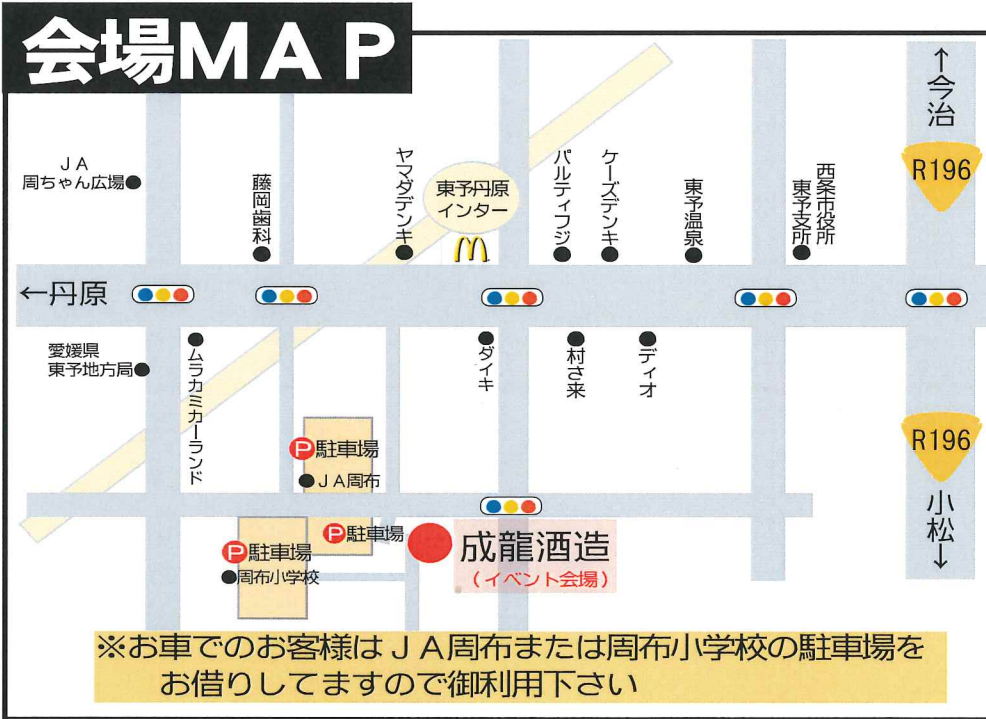 会場MAP
↑今治
R196
JA
周ちゃん広場
藤岡歯科
ヤマダデンキ
東予丹原
インター
パルティフジ
ケーズデンキ
東予温泉
西条市役所
東予支所
←丹原
愛媛県
東予地方局
ムラカミカーランド
ダイキ
村さ来
ディオ
R196
小松↓
P駐車場
JA周布
P駐車場
P駐車場
周布小学校
成龍酒造
(イベント会場)
※お車でのお客様はJA周布または周布小学校の駐車場を
お借りしてますので御利用下さい